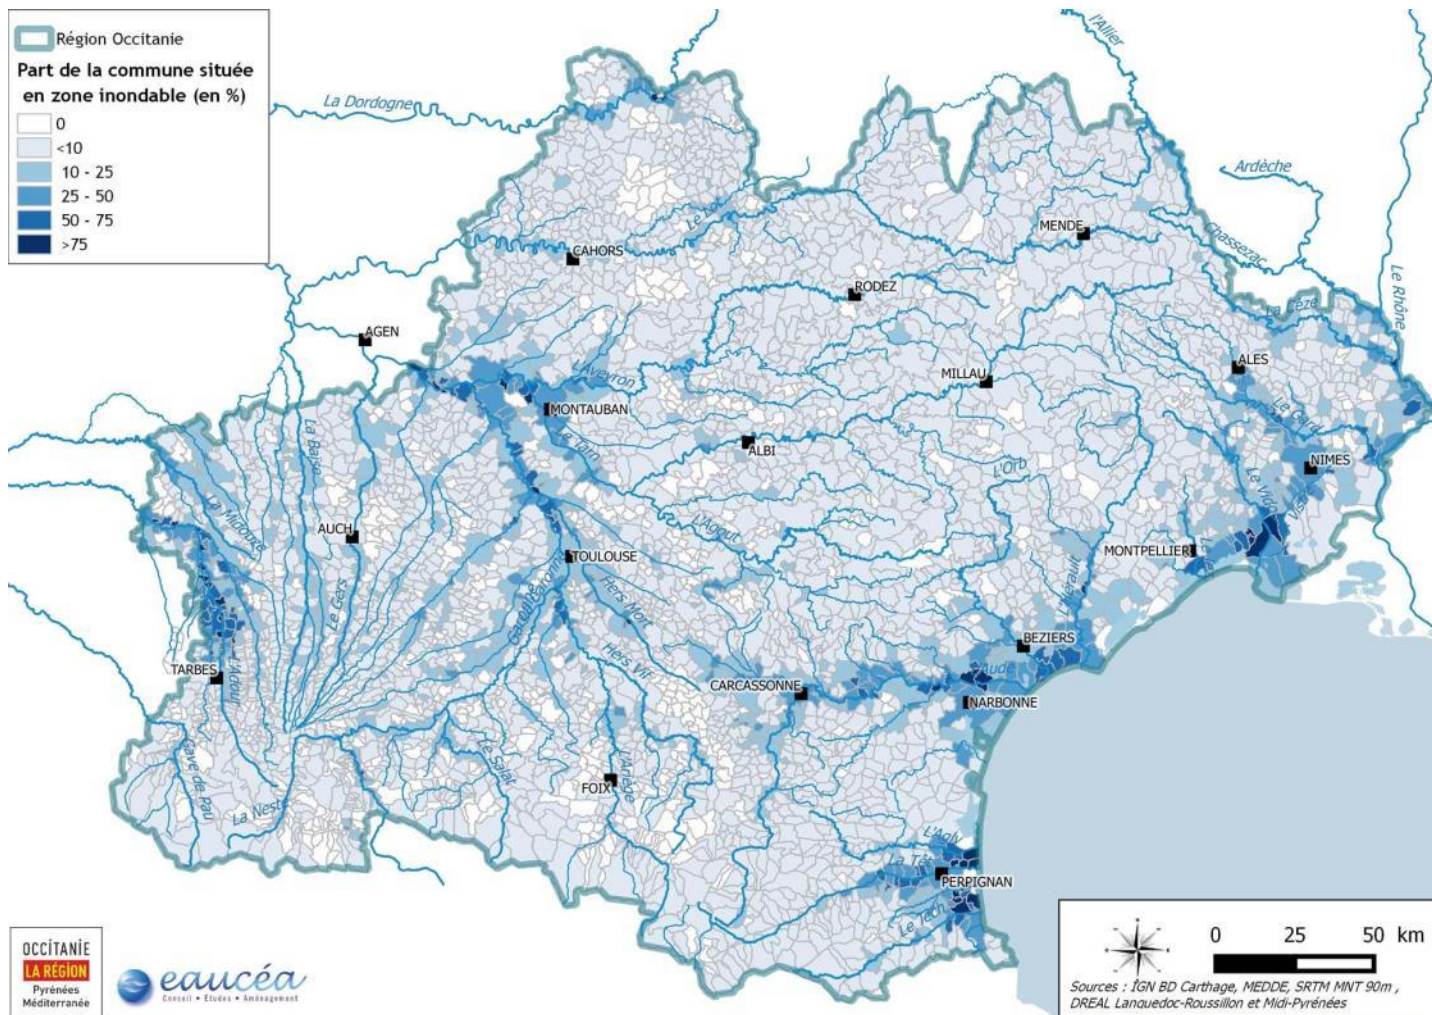 Région Occitanie
Part de la commune située
en zone inondable (en %)
0
<10
10 - 25
25 - 50
50 - 75
>75
l'Allier
La Dordogne
Ardèche
Chassezac
Le Rhône
Le Lot
MENDE
CAHORS
RODEZ
La Cèze
AGEN
ALES
L'Aveyron
MILLAU
MONTAUBAN
Le Gard
La Baïse
Le Tarn
ALBI
L'Orb
NIMES
Le Vidourle
Vistre
La Midouze
AUCH
L'Agout
TOULOUSE
MONTPELLIER
Le Lez
Le Gers
Garonne
Hers Mort
L'Hérault
BEZIERS
Hers Vif
TARBES
L'Adour
CARCASSONNE
Aude
NARBONNE
Le Salat
Gave de Pau
L'Ariège
FOIX
La Neste
L'Agly
La Têt
PERPIGNAN
Le Tech
OCCITANIE
LA RÉGION
Pyrénées
Méditerranée
eaucéa
Conseil • Études • Aménagement
0 25 50 km
Sources : IGN BD Carthage, MEDDE, SRTM MNT 90m ,
DREAL Languedoc-Roussillon et Midi-Pyrénées